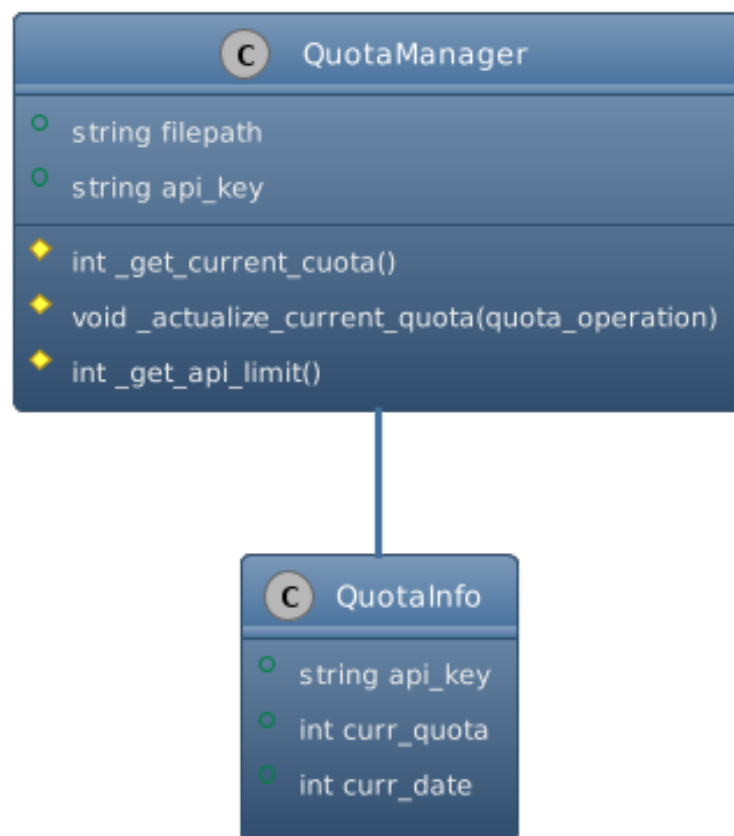 C QuotaManager
string filepath
string api_key
int _get_current_cuota()
void _actualize_current_quota(quota_operation)
int _get_api_limit()
C QuotaInfo
string api_key
int curr_quota
int curr_date